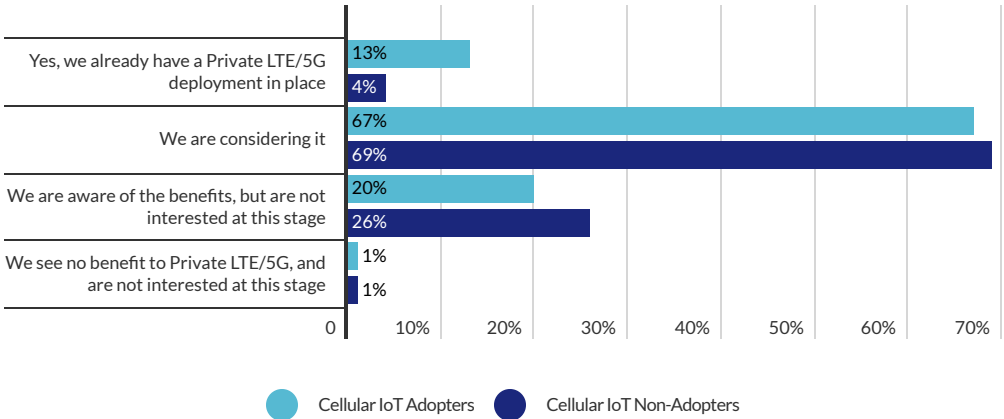 Yes, we already have a Private LTE/5G
deployment in place
13%
4%
We are considering it
67%
69%
We are aware of the benefits, but are not
interested at this stage
20%
26%
We see no benefit to Private LTE/5G, and
are not interested at this stage
1%
1%
0 10% 20% 30% 40% 50% 60% 70%
Cellular IoT Adopters Cellular IoT Non-Adopters